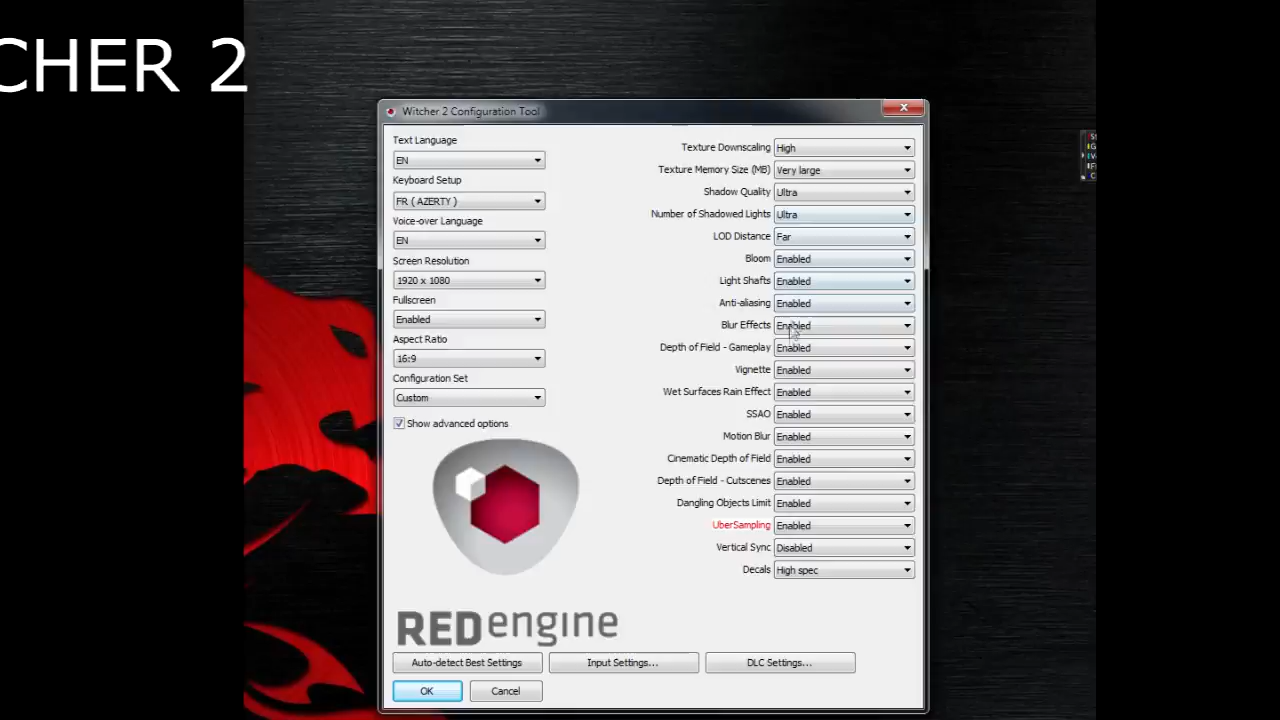 CHER 2
Witcher 2 Configuration Tool
Text Language
EN
Keyboard Setup
FR ( AZERTY )
Voice-over Language
EN
Screen Resolution
1920 x 1080
Fullscreen
Enabled
Aspect Ratio
16:9
Configuration Set
Custom
Show advanced options
Texture Downscaling High
Texture Memory Size (MB) Very large
Shadow Quality Ultra
Number of Shadowed Lights Ultra
LOD Distance Far
Bloom Enabled
Light Shafts Enabled
Anti-aliasing Enabled
Blur Effects Enabled
Depth of Field - Gameplay Enabled
Vignette Enabled
Wet Surfaces Rain Effect Enabled
SSAO Enabled
Motion Blur Enabled
Cinematic Depth of Field Enabled
Depth of Field - Cutscenes Enabled
Dangling Objects Limit Enabled
UberSampling Enabled
Vertical Sync Disabled
Decals High spec
REDengine
Auto-detect Best Settings Input Settings... DLC Settings...
OK Cancel